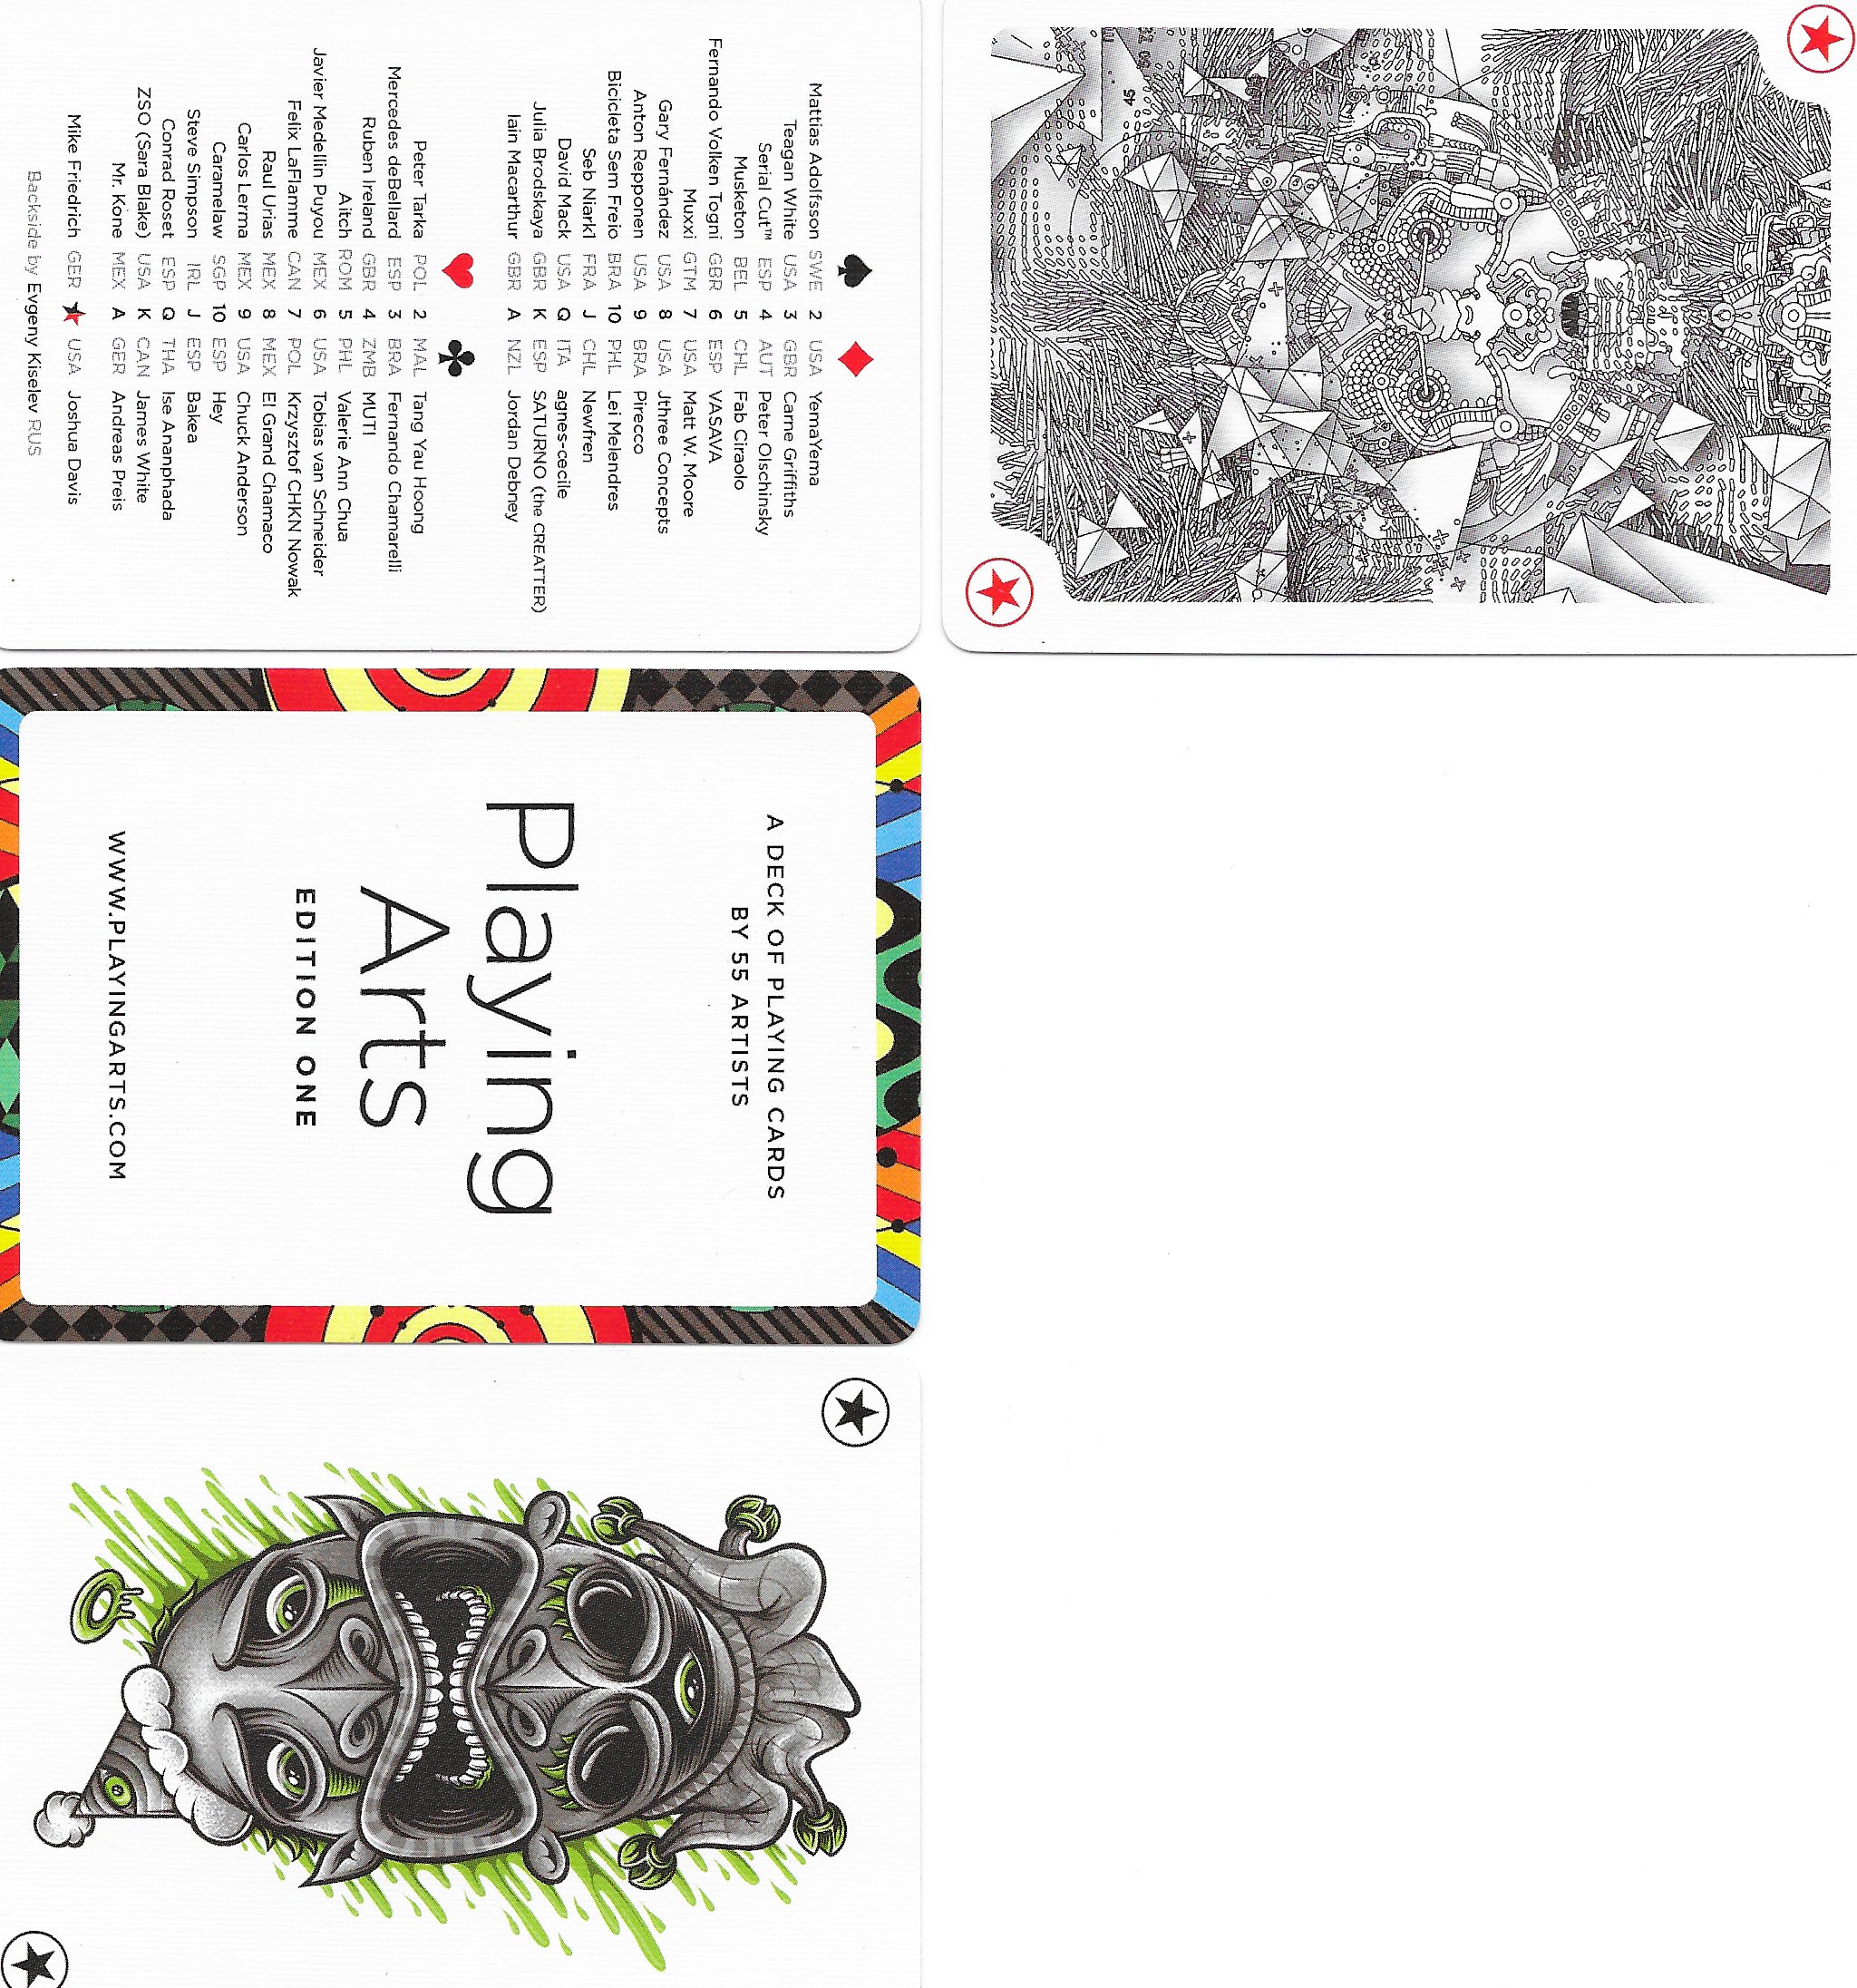 Mattias Adolfsson SWE 2 USA YemaYema
Teagan White USA 3 GBR Carne Griffiths
Serial Cut™ ESP 4 AUT Peter Olschinsky
Musketon BEL 5 CHL Fab Ciraolo
Fernando Volken Togni GBR 6 ESP VASAVA
Muxxi GTM 7 USA Matt W. Moore
Gary Fernández USA 8 USA Jthree Concepts
Anton Repponen USA 9 BRA Pirecco
Bicicleta Sem Freio BRA 10 PHL Lei Melendres
Seb Niark1 FRA J CHL Newfren
David Mack USA Q ITA agnes-cecile
Julia Brodskaya GBR K ESP SATURNO (the CREATTER)
Iain Macarthur GBR A NZL Jordan Debney
Peter Tarka POL 2 MAL Tang Yau Hoong
Mercedes deBellard ESP 3 BRA Fernando Chamarelli
Ruben Ireland GBR 4 ZMB MUTI
Aitch ROM 5 PHL Valerie Ann Chua
Javier Medellin Puyou MEX 6 USA Tobias van Schneider
Felix LaFlamme CAN 7 POL Krzysztof CHKN Nowak
Raul Urias MEX 8 MEX El Grand Chamaco
Carlos Lerma MEX 9 USA Chuck Anderson
Caramelaw SGP 10 ESP Hey
Steve Simpson IRL J ESP Bakea
Conrad Roset ESP Q THA Ise Ananphada
ZSO (Sara Blake) USA K CAN James White
Mr. Kone MEX A GER Andreas Preis
Mike Friedrich GER USA Joshua Davis
Backside by Evgeny Kiselev RUS
45
A DECK OF PLAYING CARDS
BY 55 ARTISTS
Playing
Arts
EDITION ONE
WWW.PLAYINGARTS.COM